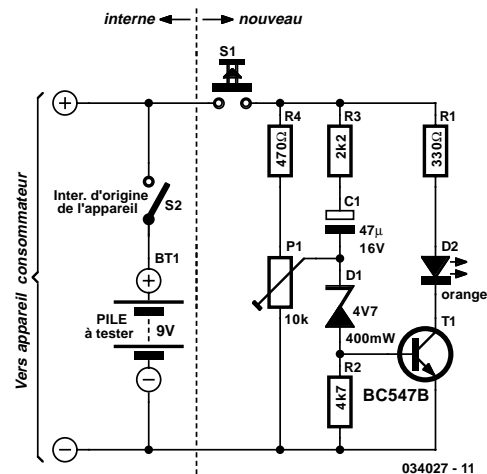 interne
nouveau
S1
R4
R3
R1
470Ω
2k2
330Ω
Vers appareil consommateur
Inter. d'origine
de l'appareil
S2
C1
47µ
16V
BT1
P1
10k
D1
4V7
400mW
D2
orange
T1
PILE
à tester
9V
R2
4k7
BC547B
034027 - 11